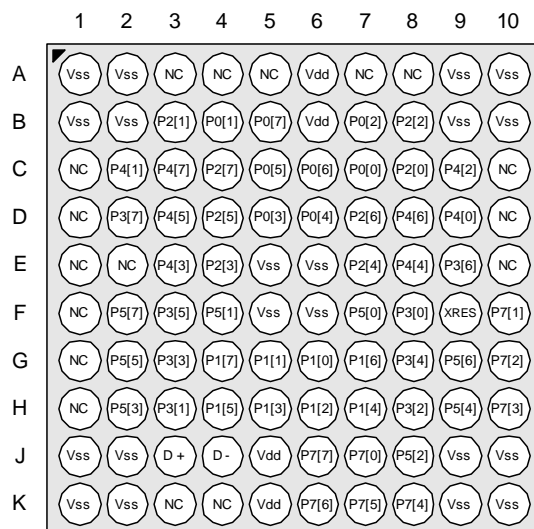 1 2 3 4 5 6 7 8 9 10
A Vss Vss NC NC NC Vdd NC NC Vss Vss
B Vss Vss P2[1] P0[1] P0[7] Vdd P0[2] P2[2] Vss Vss
C NC P4[1] P4[7] P2[7] P0[5] P0[6] P0[0] P2[0] P4[2] NC
D NC P3[7] P4[5] P2[5] P0[3] P0[4] P2[6] P4[6] P4[0] NC
E NC NC P4[3] P2[3] Vss Vss P2[4] P4[4] P3[6] NC
F NC P5[7] P3[5] P5[1] Vss Vss P5[0] P3[0] XRES P7[1]
G NC P5[5] P3[3] P1[7] P1[1] P1[0] P1[6] P3[4] P5[6] P7[2]
H NC P5[3] P3[1] P1[5] P1[3] P1[2] P1[4] P3[2] P5[4] P7[3]
J Vss Vss D + D - Vdd P7[7] P7[0] P5[2] Vss Vss
K Vss Vss NC NC Vdd P7[6] P7[5] P7[4] Vss Vss